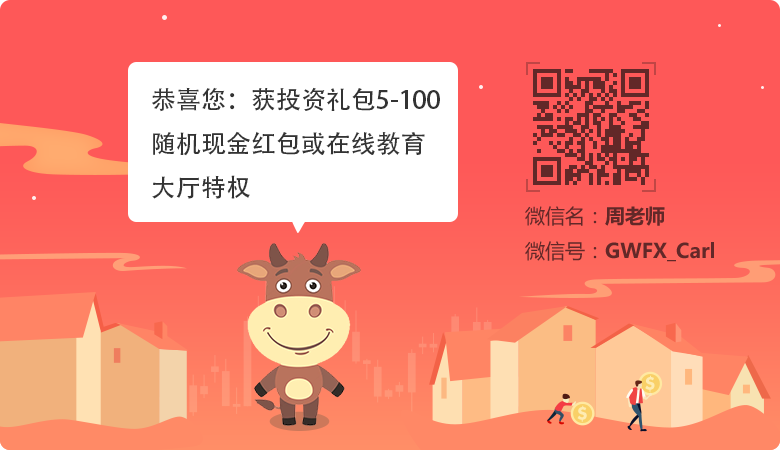 恭喜您：获投资礼包5-100
随机现金红包或在线教育
大厅特权
微信名：周老师
微信号：GWFX_Carl
$
$